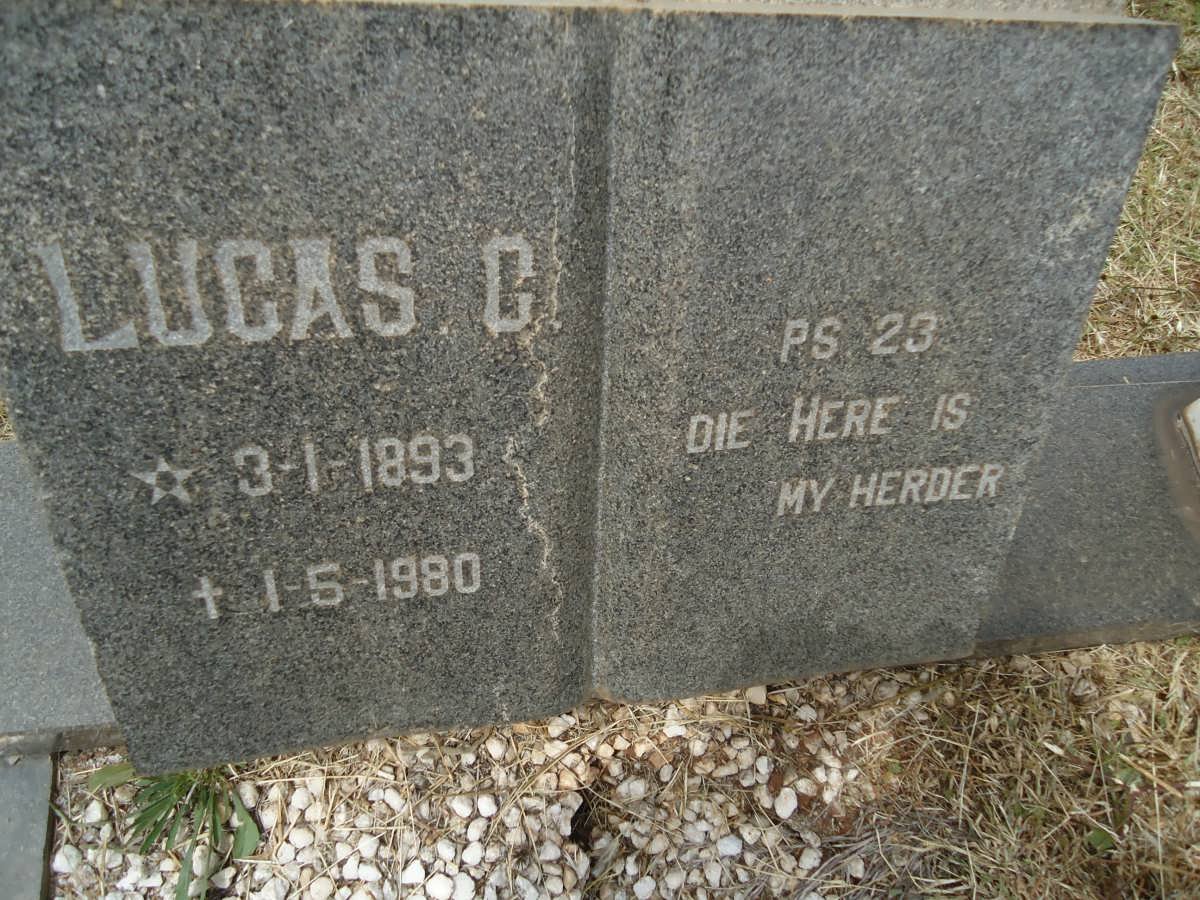 LUCAS. C.
☆ 3-1-1893
✝ 1-5-1980
PS 23
DIE HERE IS
MY HERDER